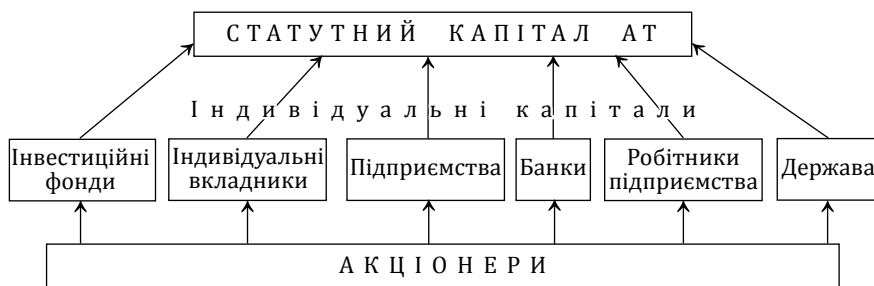 СТАТУТНИЙ КАПІТАЛ АТ
Індивідуальні капітали
Інвестиційні
фонди
Індивідуальні
вкладники
Підприємства
Банки
Робітники
підприємства
Держава
АКЦІОНЕРИ